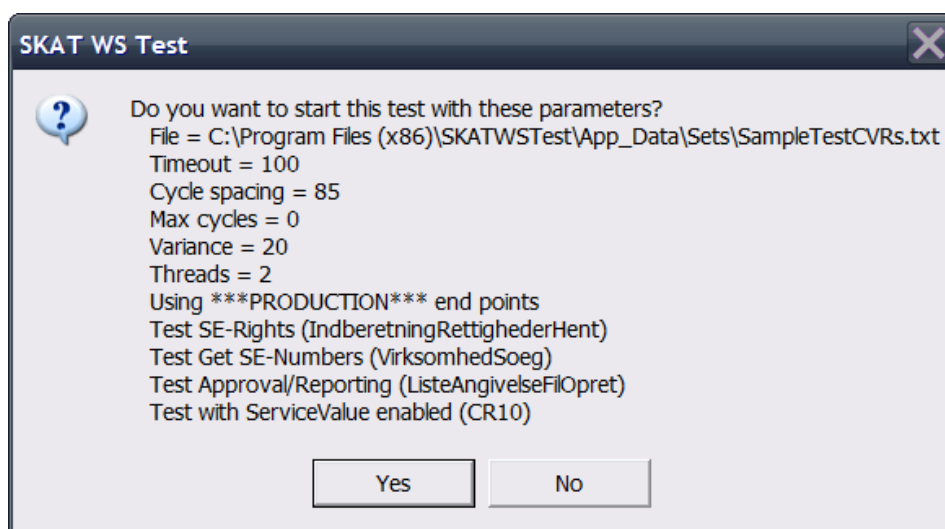 SKAT WS Test
Do you want to start this test with these parameters?
File = C:\Program Files (x86)\SKATWSTest\App_Data\Sets\SampleTestCVRs.txt
Timeout = 100
Cycle spacing = 85
Max cycles = 0
Variance = 20
Threads = 2
Using ***PRODUCTION*** end points
Test SE-Rights (IndberetningRettighederHent)
Test Get SE-Numbers (VirksomhedSoeg)
Test Approval/Reporting (ListeAngivelseFilOpret)
Test with ServiceValue enabled (CR10)
Yes No